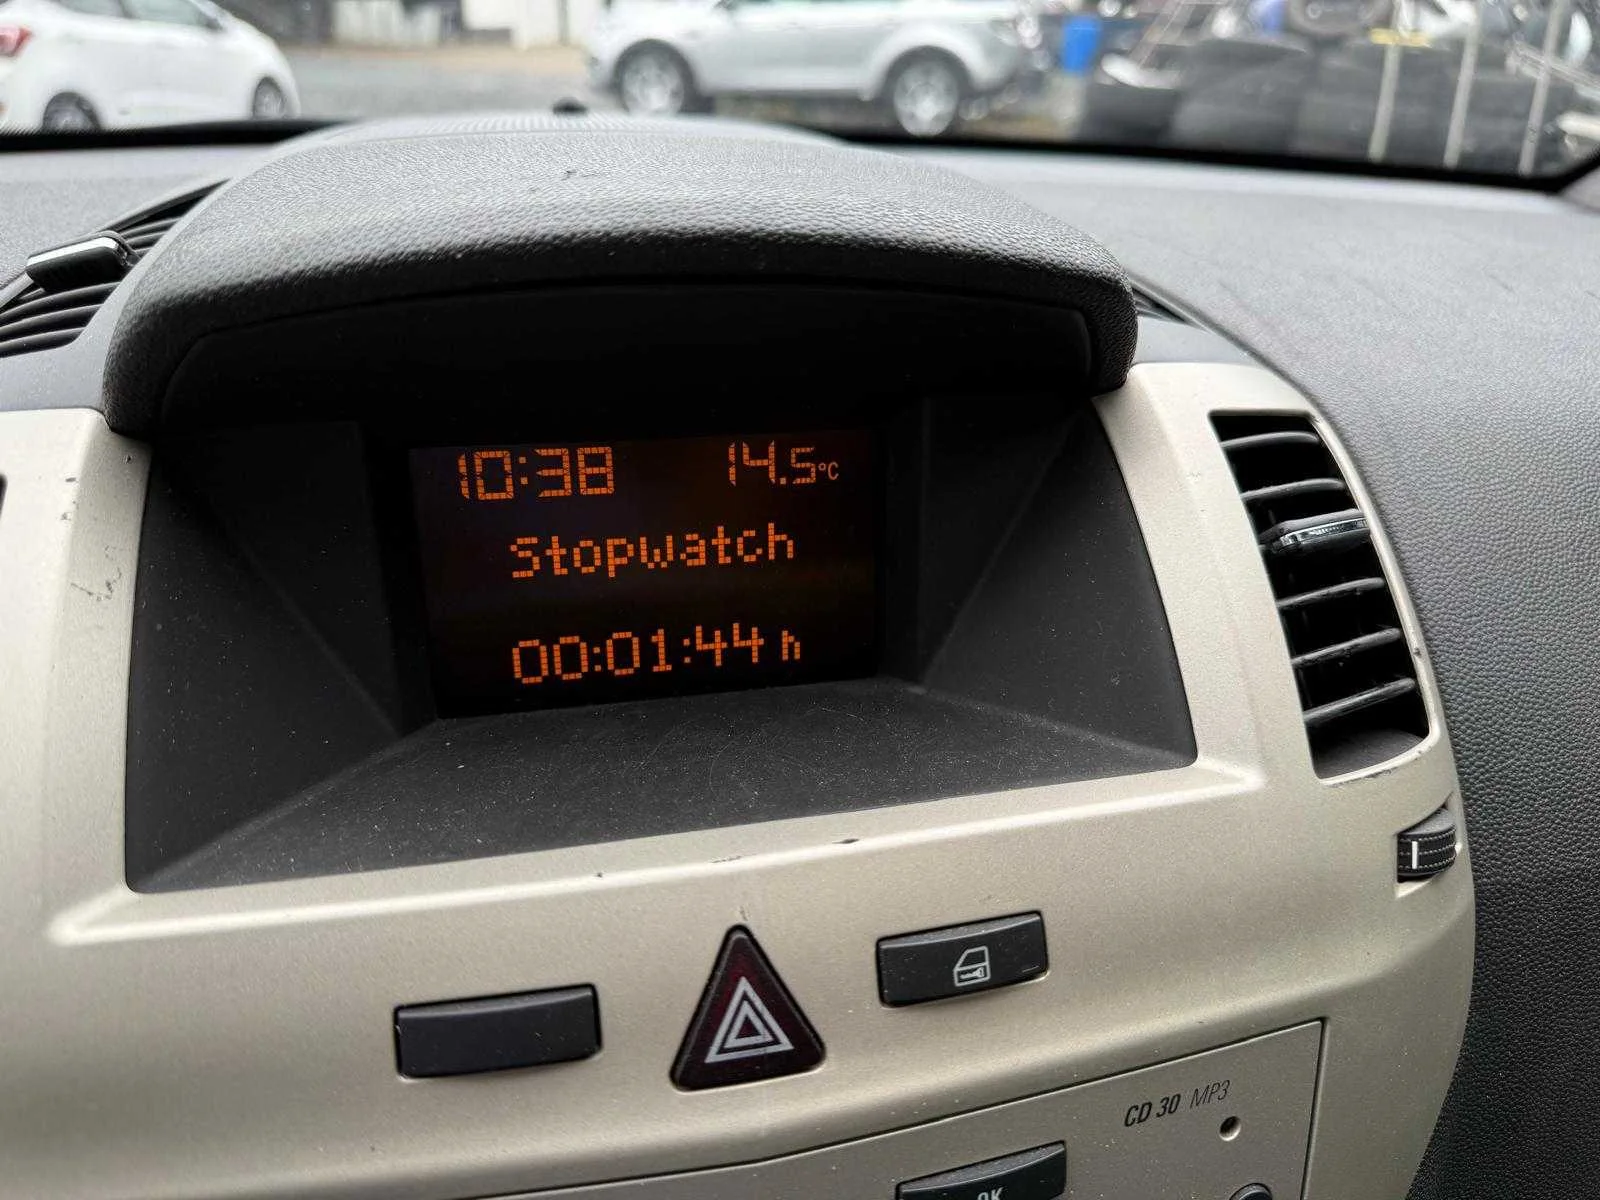 10:38 14.5°C
Stopwatch
00:01:44 h
CD 30 MP3
OK